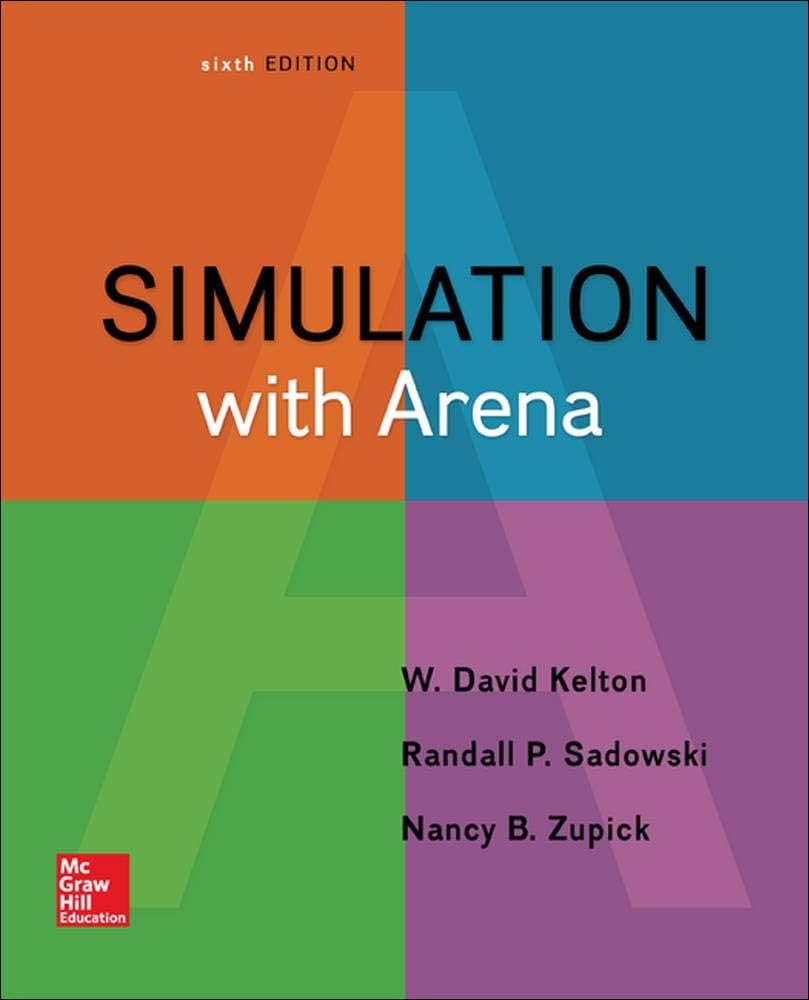 sixth EDITION
SIMULATION
with Arena
W. David Kelton
Randall P. Sadowski
Nancy B. Zupick
Mc
Graw
Hill
Education